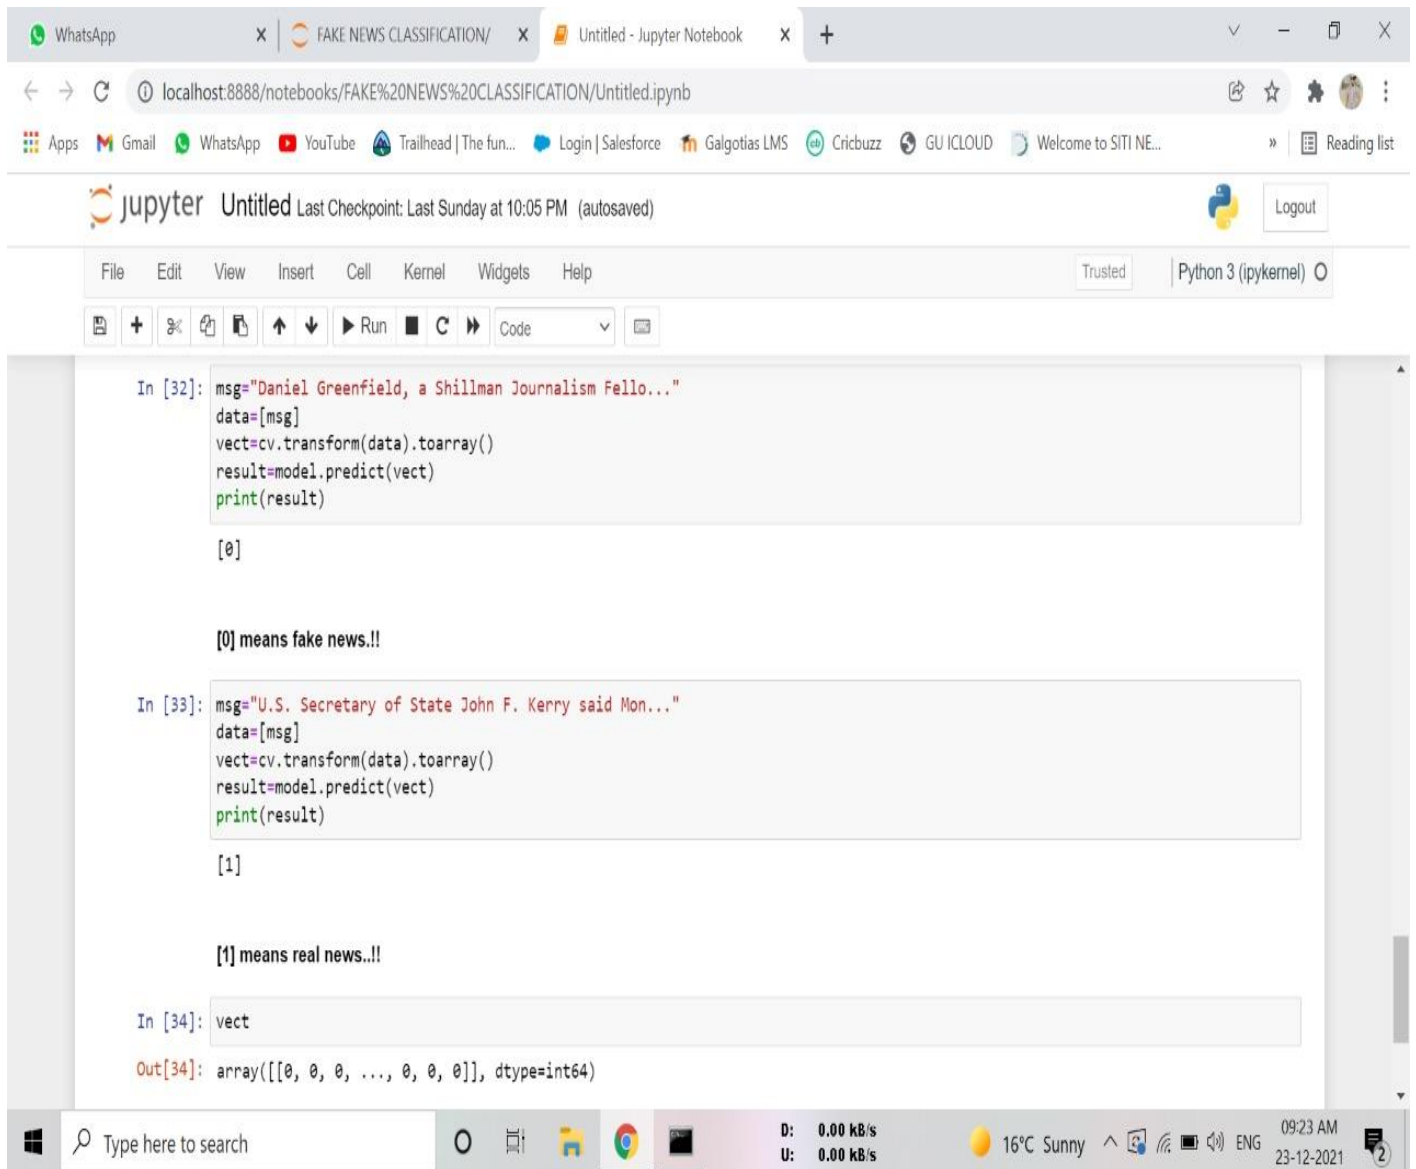 WhatsApp
FAKE NEWS CLASSIFICATION/
Untitled - Jupyter Notebook
localhost:8888/notebooks/FAKE%20NEWS%20CLASSIFICATION/Untitled.ipynb
Apps Gmail WhatsApp YouTube Trailhead | The fun... Login | Salesforce Galgotias LMS Cricbuzz GU ICLOUD Welcome to SITI NE... » Reading list
jupyter Untitled Last Checkpoint: Last Sunday at 10:05 PM (autosaved) Logout
File Edit View Insert Cell Kernel Widgets Help Trusted Python 3 (ipykernel)
Run Code
In [32]: msg="Daniel Greenfield, a Shillman Journalism Fello..."
data=[msg]
vect=cv.transform(data).toarray()
result=model.predict(vect)
print(result)
[0]
[0] means fake news.!!
In [33]: msg="U.S. Secretary of State John F. Kerry said Mon..."
data=[msg]
vect=cv.transform(data).toarray()
result=model.predict(vect)
print(result)
[1]
[1] means real news..!!
In [34]: vect
Out[34]: array([[0, 0, 0, ..., 0, 0, 0]], dtype=int64)
Type here to search
D: 0.00 kB/s
U: 0.00 kB/s
16°C Sunny
ENG
09:23 AM
23-12-2021
2